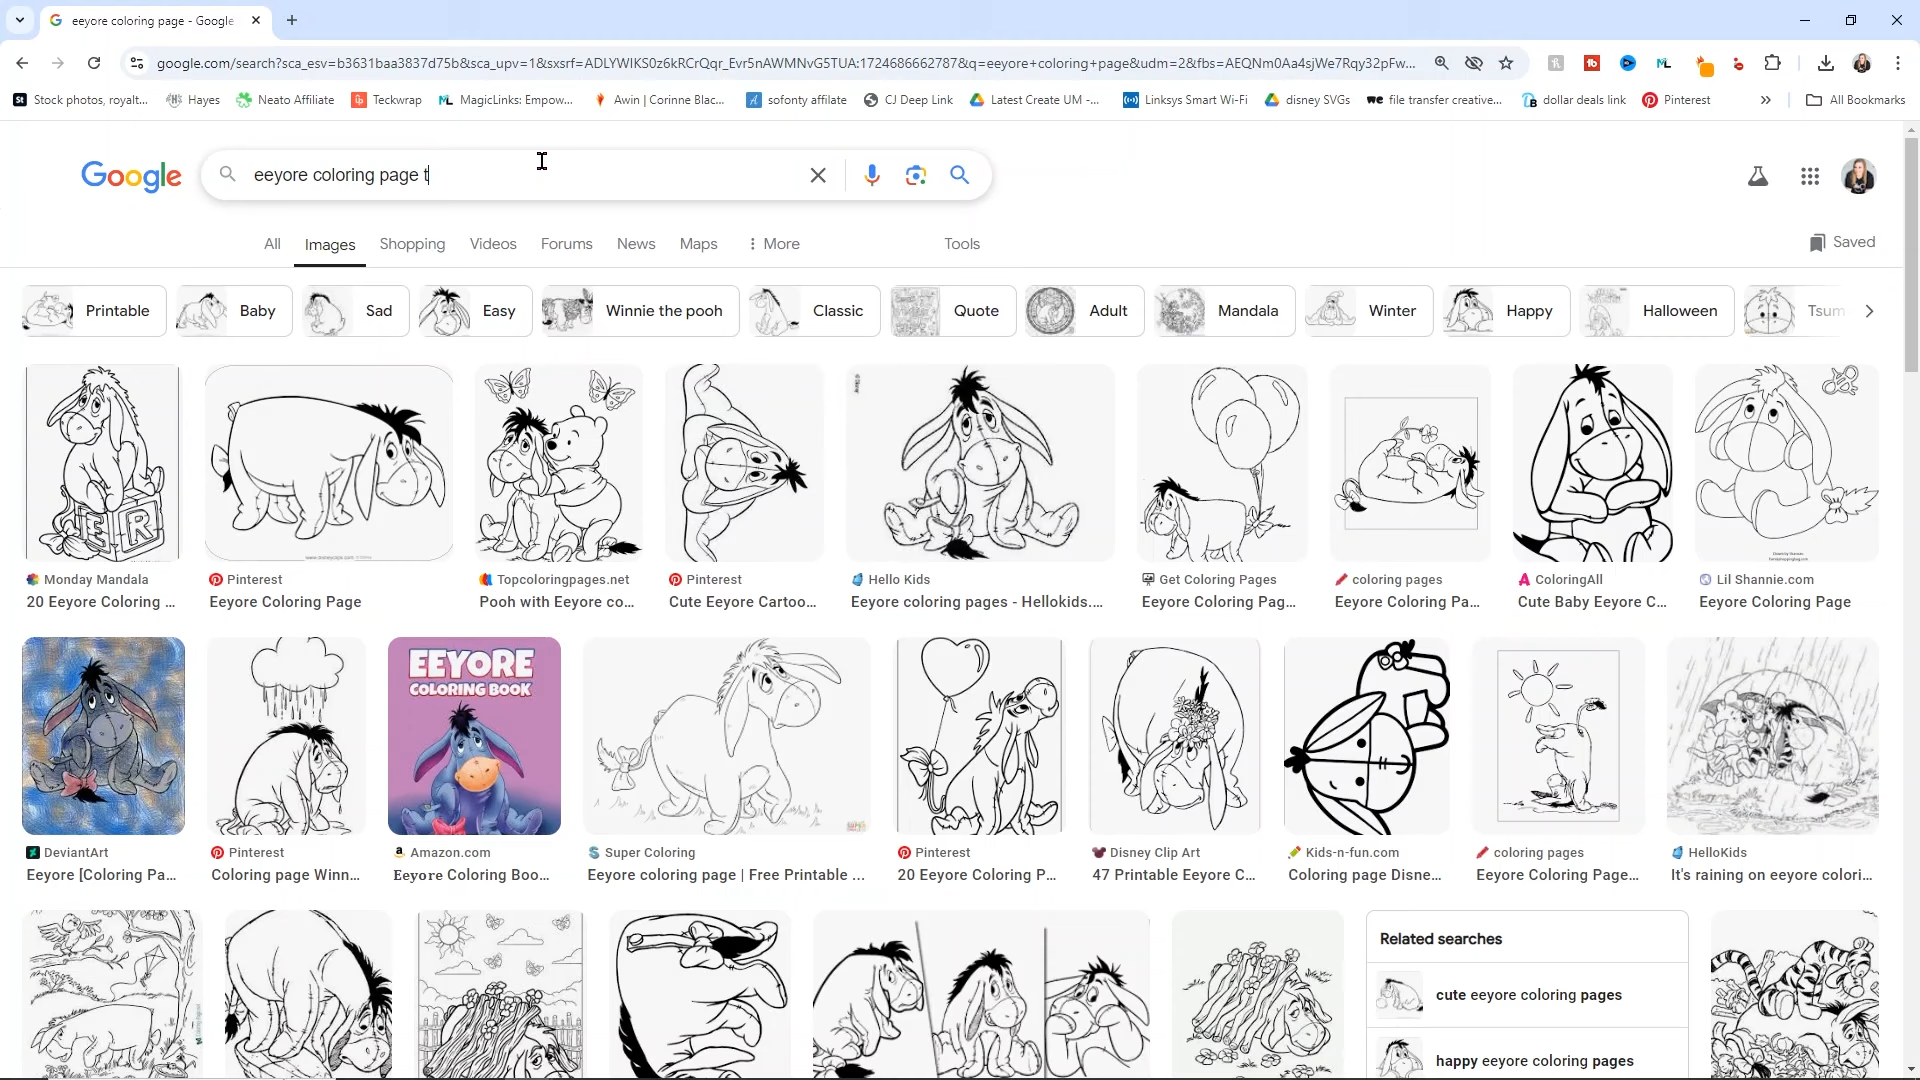 eeyore coloring page - Google
google.com/search?sca_esv=b3631baa3837d75b&sca_upv=1&sxsrf=ADLYWIKS0z6kRCrQqr_Evr5nAWMNvG5TUA:1724686662787&q=eeyore+coloring+page&udm=2&fbs=AEQNm0Aa4sjWe7Rqy32pFw...
Stock photos, royalt...
Hayes
Neato Affiliate
Teckwrap
MagicLinks: Empow...
Awin | Corinne Blac...
sofonty affilate
CJ Deep Link
Latest Create UM -...
Linksys Smart Wi-Fi
disney SVGs
file transfer creative...
dollar deals link
Pinterest
All Bookmarks
Google
eeyore coloring page t
All
Images
Shopping
Videos
Forums
News
Maps
More
Tools
Saved
Printable
Baby
Sad
Easy
Winnie the pooh
Classic
Quote
Adult
Mandala
Winter
Happy
Halloween
Tsum
Monday Mandala
20 Eeyore Coloring ...
Pinterest
Eeyore Coloring Page
Topcoloringpages.net
Pooh with Eeyore co...
Pinterest
Cute Eeyore Cartoo...
Hello Kids
Eeyore coloring pages - Hellokids....
Get Coloring Pages
Eeyore Coloring Pag...
coloring pages
Eeyore Coloring Pa...
ColoringAll
Cute Baby Eeyore C...
Lil Shannie.com
Eeyore Coloring Page
EEYORE
COLORING BOOK
DeviantArt
Eeyore [Coloring Pa...
Pinterest
Coloring page Winn...
Amazon.com
Eeyore Coloring Boo...
Super Coloring
Eeyore coloring page | Free Printable ...
Pinterest
20 Eeyore Coloring P...
Disney Clip Art
47 Printable Eeyore C...
Kids-n-fun.com
Coloring page Disne...
coloring pages
Eeyore Coloring Page...
HelloKids
It's raining on eeyore colori...
Related searches
cute eeyore coloring pages
happy eeyore coloring pages